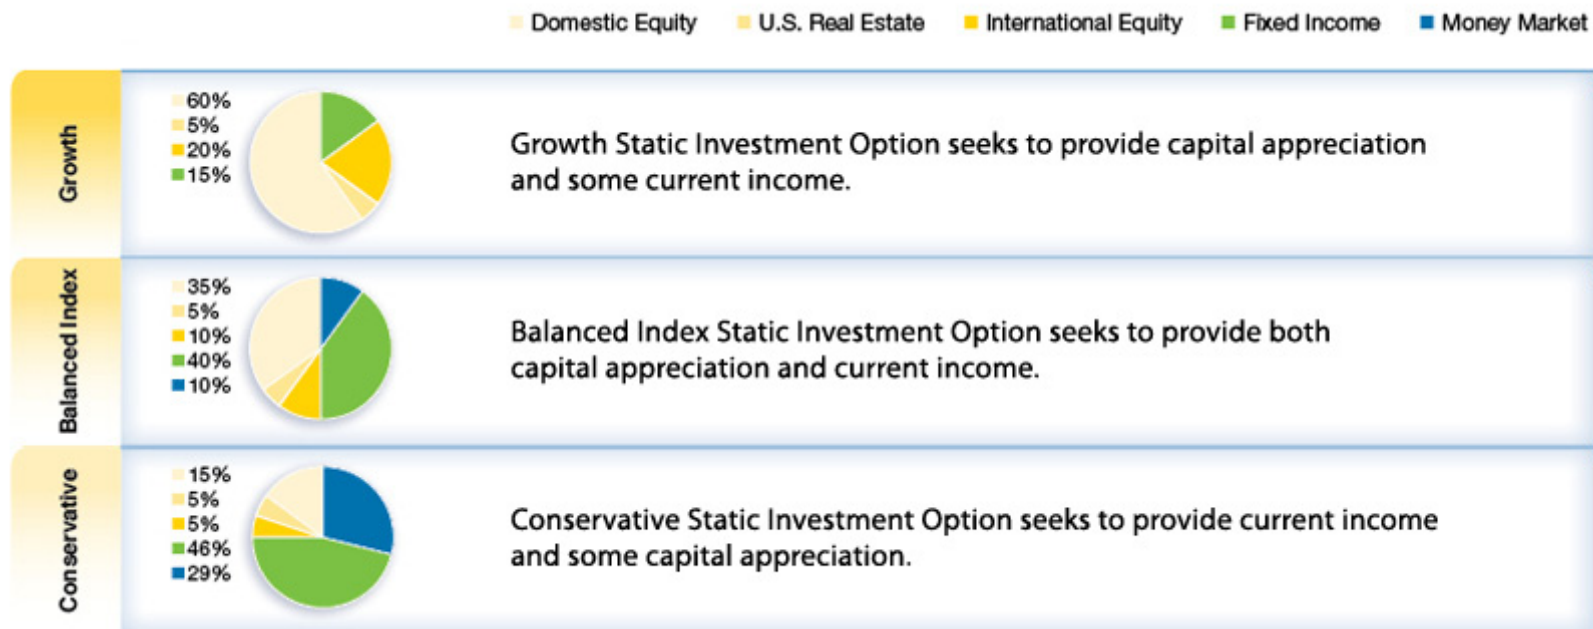 Domestic Equity U.S. Real Estate International Equity Fixed Income Money Market
Growth
60%
5%
20%
15%
Growth Static Investment Option seeks to provide capital appreciation
and some current income.
Balanced Index
35%
5%
10%
40%
10%
Balanced Index Static Investment Option seeks to provide both
capital appreciation and current income.
Conservative
15%
5%
5%
46%
29%
Conservative Static Investment Option seeks to provide current income
and some capital appreciation.